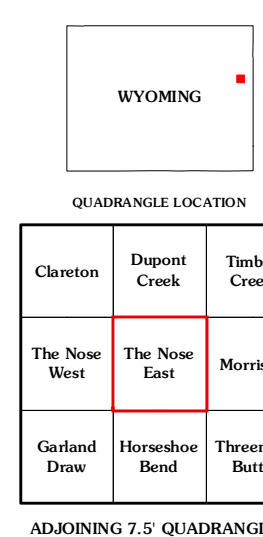 WYOMING
QUADRANGLE LOCATION
Clareton
Dupont
Creek
The Nose
West
The Nose
East
Garland
Draw
Horseshoe
Bend
ADJOINING 7.5'